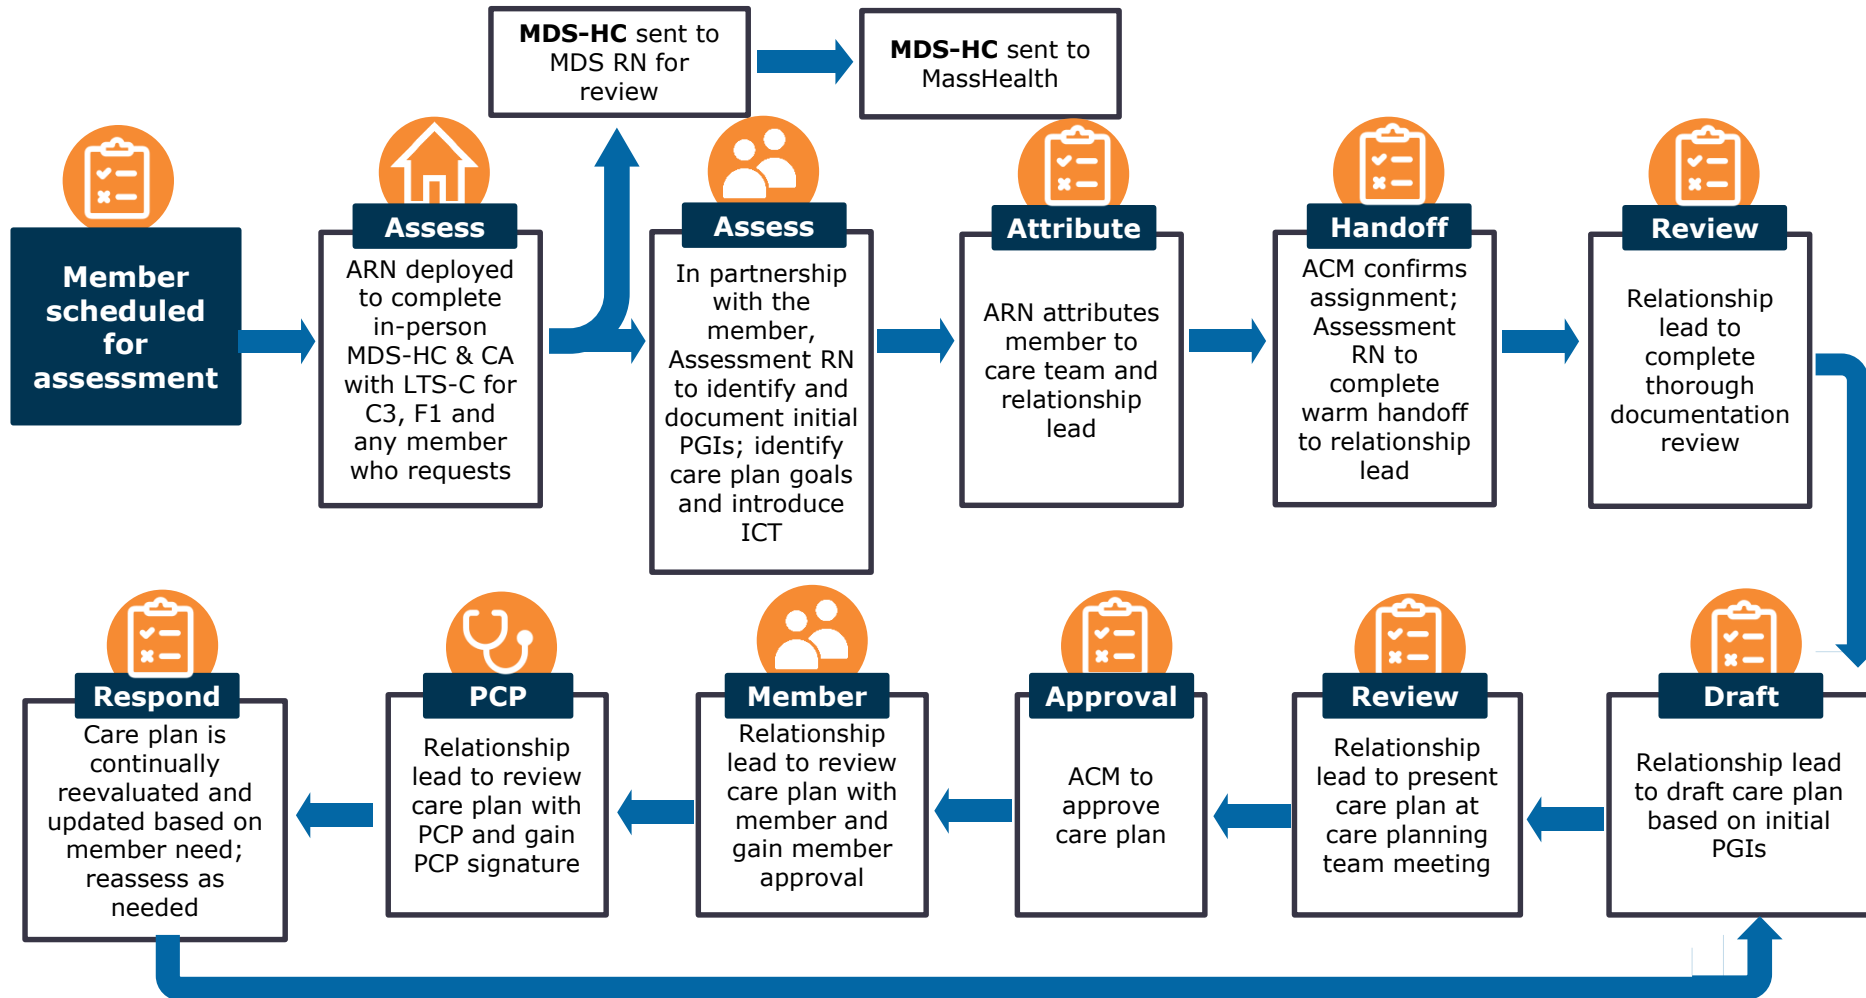 MDS-HC sent to
MDS RN for
review
MDS-HC sent to
MassHealth
Member
scheduled
for
assessment
Assess
ARN deployed
to complete
in-person
MDS-HC & CA
with LTS-C for
C3, F1 and
any member
who requests
Assess
In partnership
with the
member,
Assessment RN
to identify and
document initial
PGIs; identify
care plan goals
and introduce
ICT
Attribute
ARN attributes
member to
care team and
relationship
lead
Handoff
ACM confirms
assignment;
Assessment
RN to
complete
warm handoff
to relationship
lead
Review
Relationship
lead to
complete
thorough
documentation
review
Respond
Care plan is
continually
reevaluated and
updated based on
member need;
reassess as
needed
PCP
Relationship
lead to review
care plan with
PCP and gain
PCP signature
Member
Relationship
lead to review
care plan with
member and
gain member
approval
Approval
ACM to
approve
care plan
Review
Relationship
lead to present
care plan at
care planning
team meeting
Draft
Relationship lead
to draft care plan
based on initial
PGIs